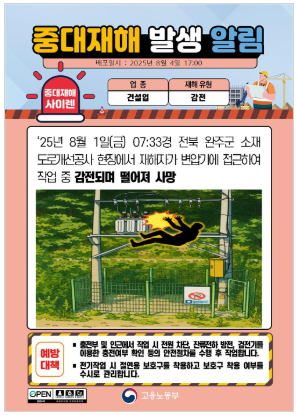 중대재해 발생 알림
배포일시 : 2025년 8월 4일 17:00
중대재해
사이렌
업 종
재해 유형
건설업
감전
‘25년 8월 1일(금) 07:33경 전북 완주군 소재
도로개선공사 현장에서 재해자가 변압기에 접근하여
작업 중 감전되며 떨어져 사망
예방
대책
▪ 충전부 및 인근에서 작업 시 전원 차단, 잔류전하 방전, 검전기를
이용한 충전여부 확인 등의 안전절차를 수행 후 작업합니다.
▪ 전기작업 시 절연용 보호구를 착용하고 보호구 착용 여부를
수시로 관리합니다.
OPEN
고용노동부